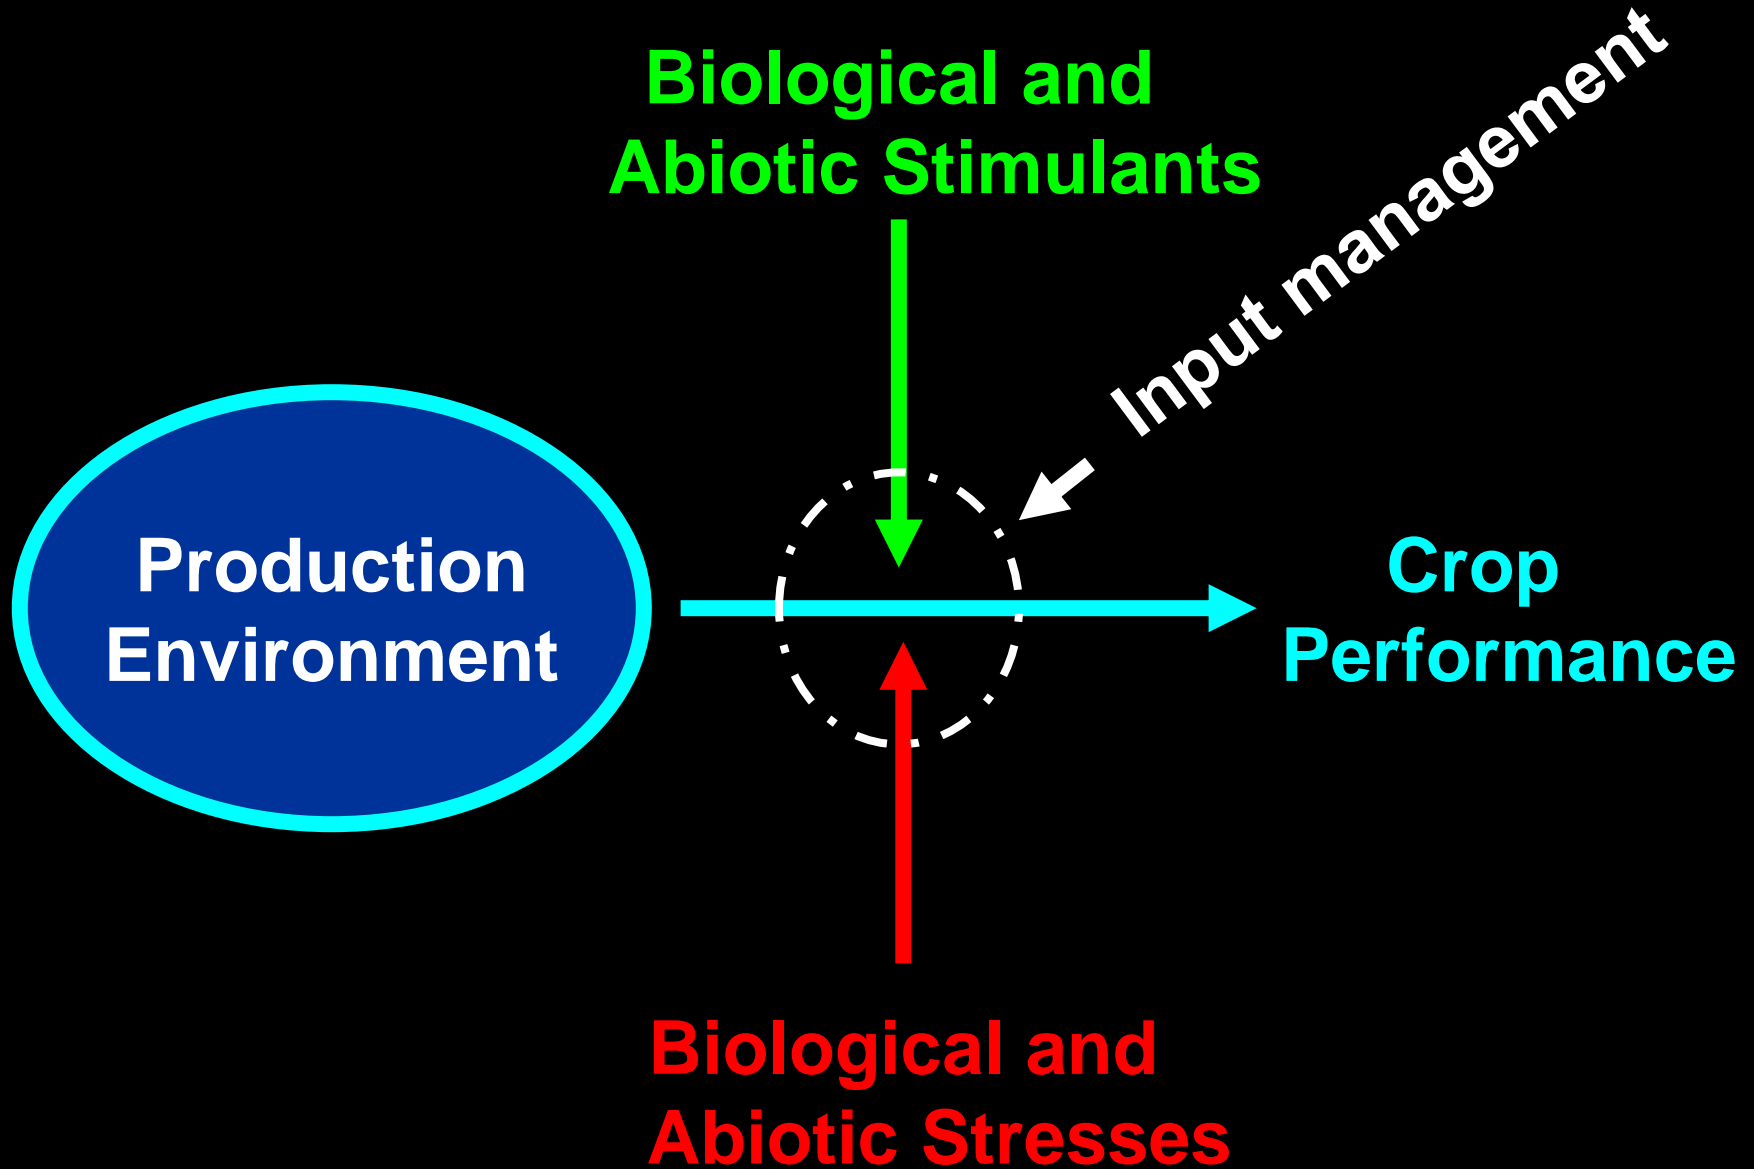 Biological and
Abiotic Stimulants
Input management
Production
Environment
Crop
Performance
Biological and
Abiotic Stresses